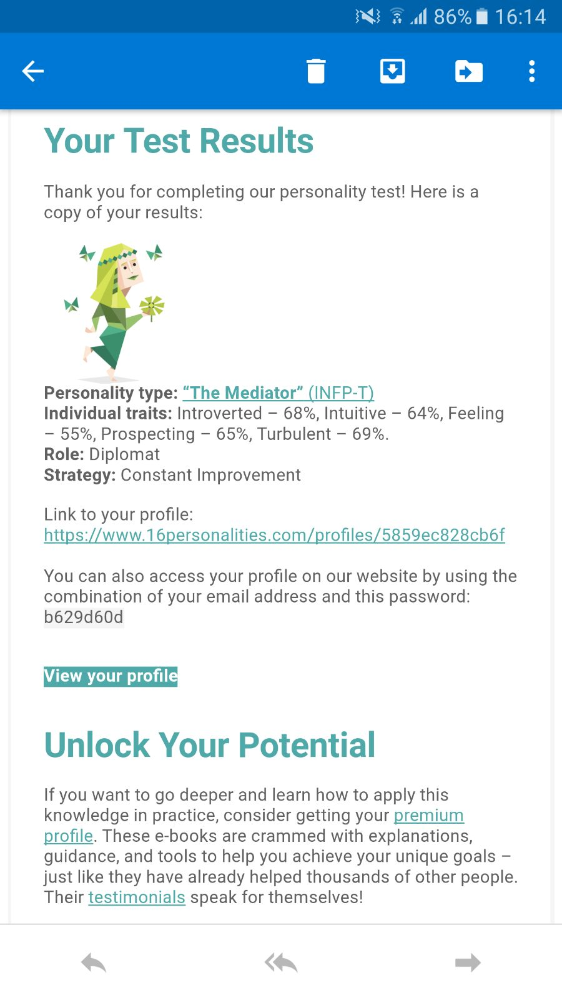 86% 16:14
Your Test Results
Thank you for completing our personality test! Here is a
copy of your results:
Personality type: “The Mediator” (INFP-T)
Individual traits: Introverted – 68%, Intuitive – 64%, Feeling
– 55%, Prospecting – 65%, Turbulent – 69%.
Role: Diplomat
Strategy: Constant Improvement
Link to your profile:
https://www.16personalities.com/profiles/5859ec828cb6f
You can also access your profile on our website by using the
combination of your email address and this password:
b629d60d
View your profile
Unlock Your Potential
If you want to go deeper and learn how to apply this
knowledge in practice, consider getting your premium
profile. These e-books are crammed with explanations,
guidance, and tools to help you achieve your unique goals –
just like they have already helped thousands of other people.
Their testimonials speak for themselves!